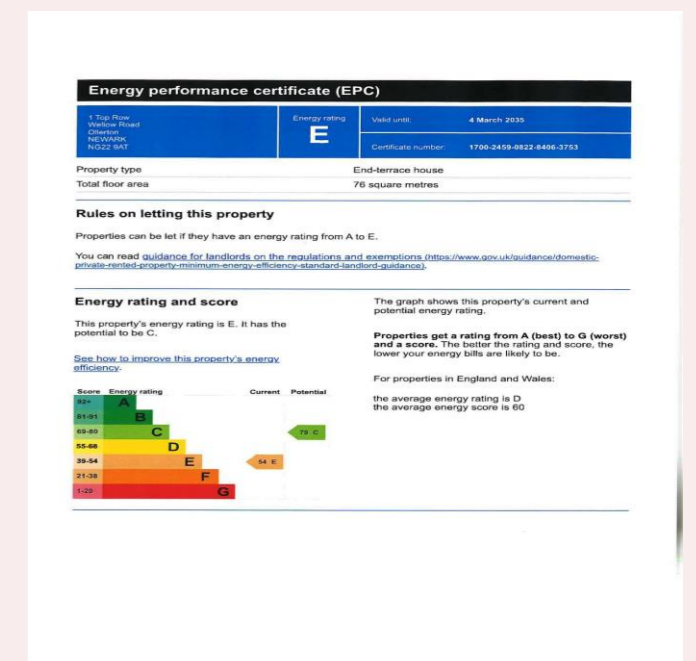 Energy performance certificate (EPC)
1 Top Row
Wellow Road
Ollerton
NEWARK
NG22 9AT
Energy rating
E
Valid until:
4 March 2035
Certificate number:
1700-2459-0822-8406-3753
Property type
End-terrace house
Total floor area
76 square metres
Rules on letting this property
Properties can be let if they have an energy rating from A to E.
You can read guidance for landlords on the regulations and exemptions (https://www.gov.uk/guidance/domestic-
private-rented-property-minimum-energy-efficiency-standard-landlord-guidance).
Energy rating and score
This property's energy rating is E. It has the
potential to be C.
See how to improve this property's energy
efficiency.
Score Energy rating Current Potential
92+ A
81-91 B
69-80 C
55-68 D
39-54 E
21-38 F
1-20 G
54 E
The graph shows this property's current and
potential energy rating.
Properties get a rating from A (best) to G (worst)
and a score. The better the rating and score, the
lower your energy bills are likely to be.
For properties in England and Wales:
the average energy rating is D
the average energy score is 60